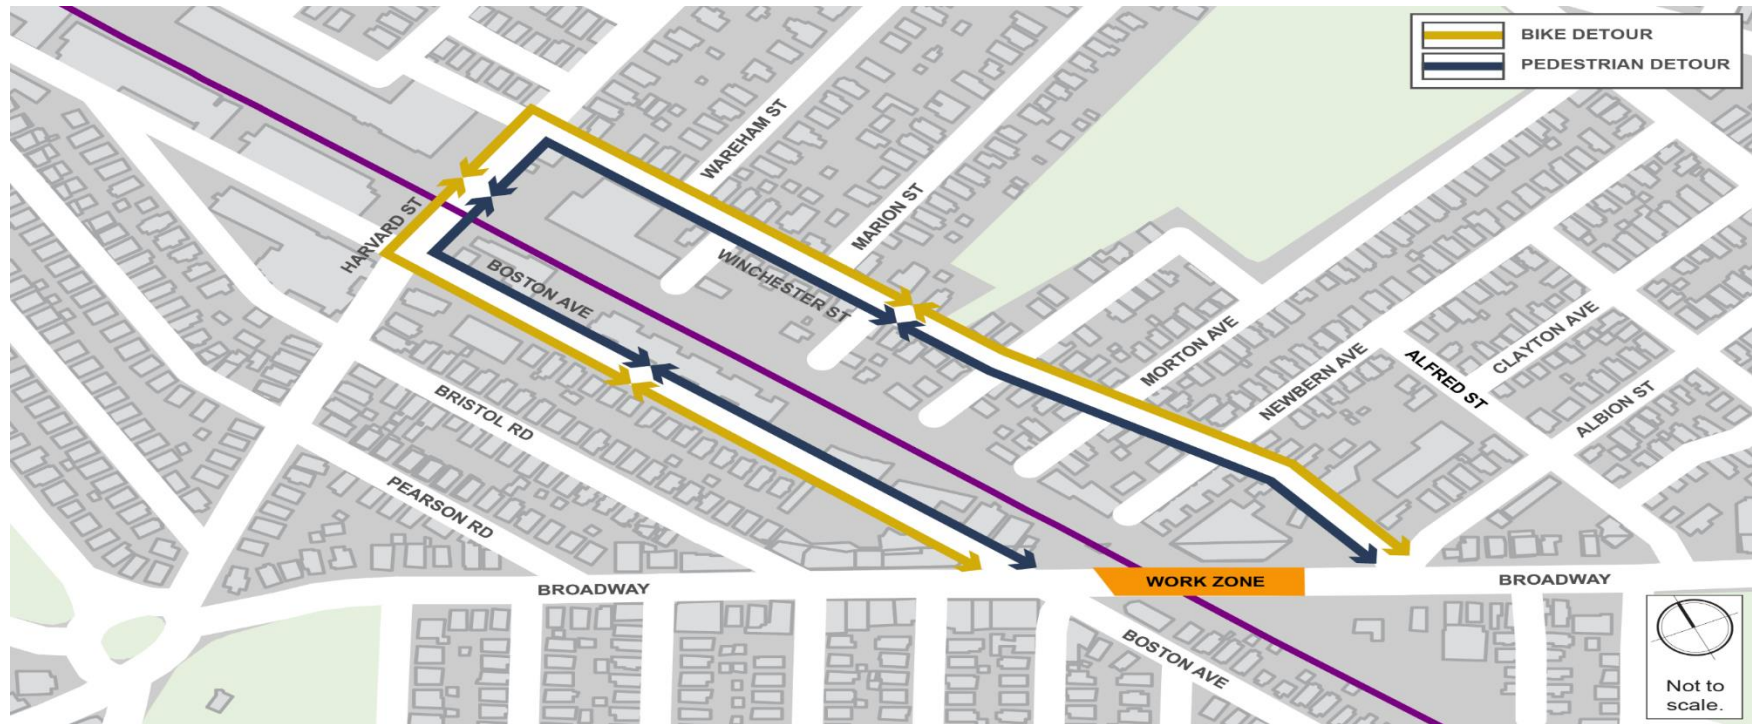 BIKE DETOUR
PEDESTRIAN DETOUR
WAREHAM ST
MARION ST
HARVARD ST
BOSTON AVE
WINCHESTER ST
MORTON AVE
NEWBERN AVE
ALFRED ST
CLAYTON AVE
ALBION ST
BRISTOL RD
PEARSON RD
BROADWAY
WORK ZONE
BROADWAY
BOSTON AVE
Not to
scale.